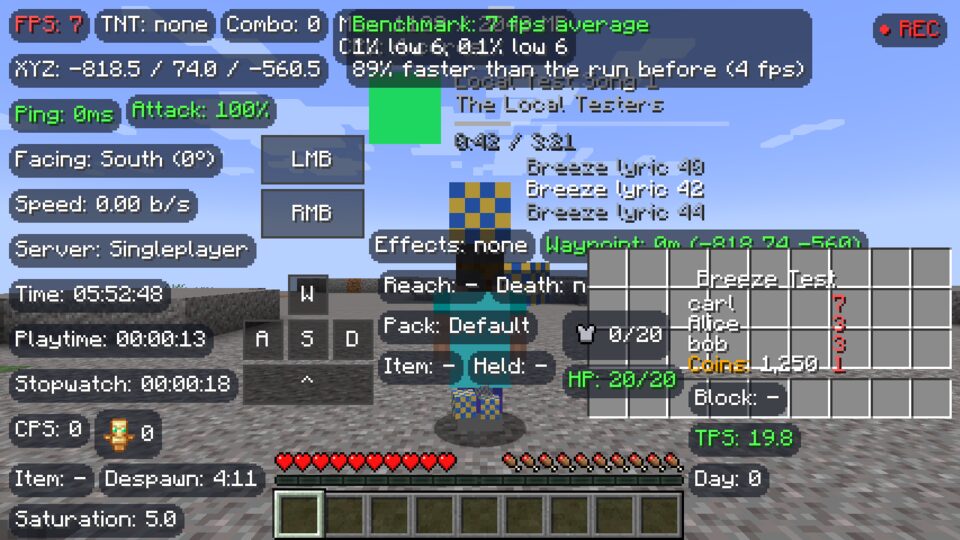 FPS: 7
TNT: none
Combo: 0
Benchmark: 7 fps average
1% low 6, 0.1% low 6
89% faster than the run before (4 fps)
REC
XYZ: -818.5 / 74.0 / -560.5
Ping: 0ms
Attack: 100%
Local Test Song 1
The Local Testers
0:42 / 3:21
Facing: South (0°)
LMB
Breeze lyric 40
Breeze lyric 42
Breeze lyric 44
Speed: 0.00 b/s
RMB
Server: Singleplayer
Effects: none
Waypoint: 0m (-818 74 -560)
Time: 05:52:48
W
Reach: -
Death: n
Breeze Test
carl 7
Alice 3
bob 3
Coins: 1,250 1
Playtime: 00:00:13
A
S
D
Pack: Default
0/20
Stopwatch: 00:00:18
^
Item: -
Held: -
HP: 20/20
Block: -
CPS: 0
0
TPS: 19.8
Item: -
Despawn: 4:11
Day: 0
Saturation: 5.0